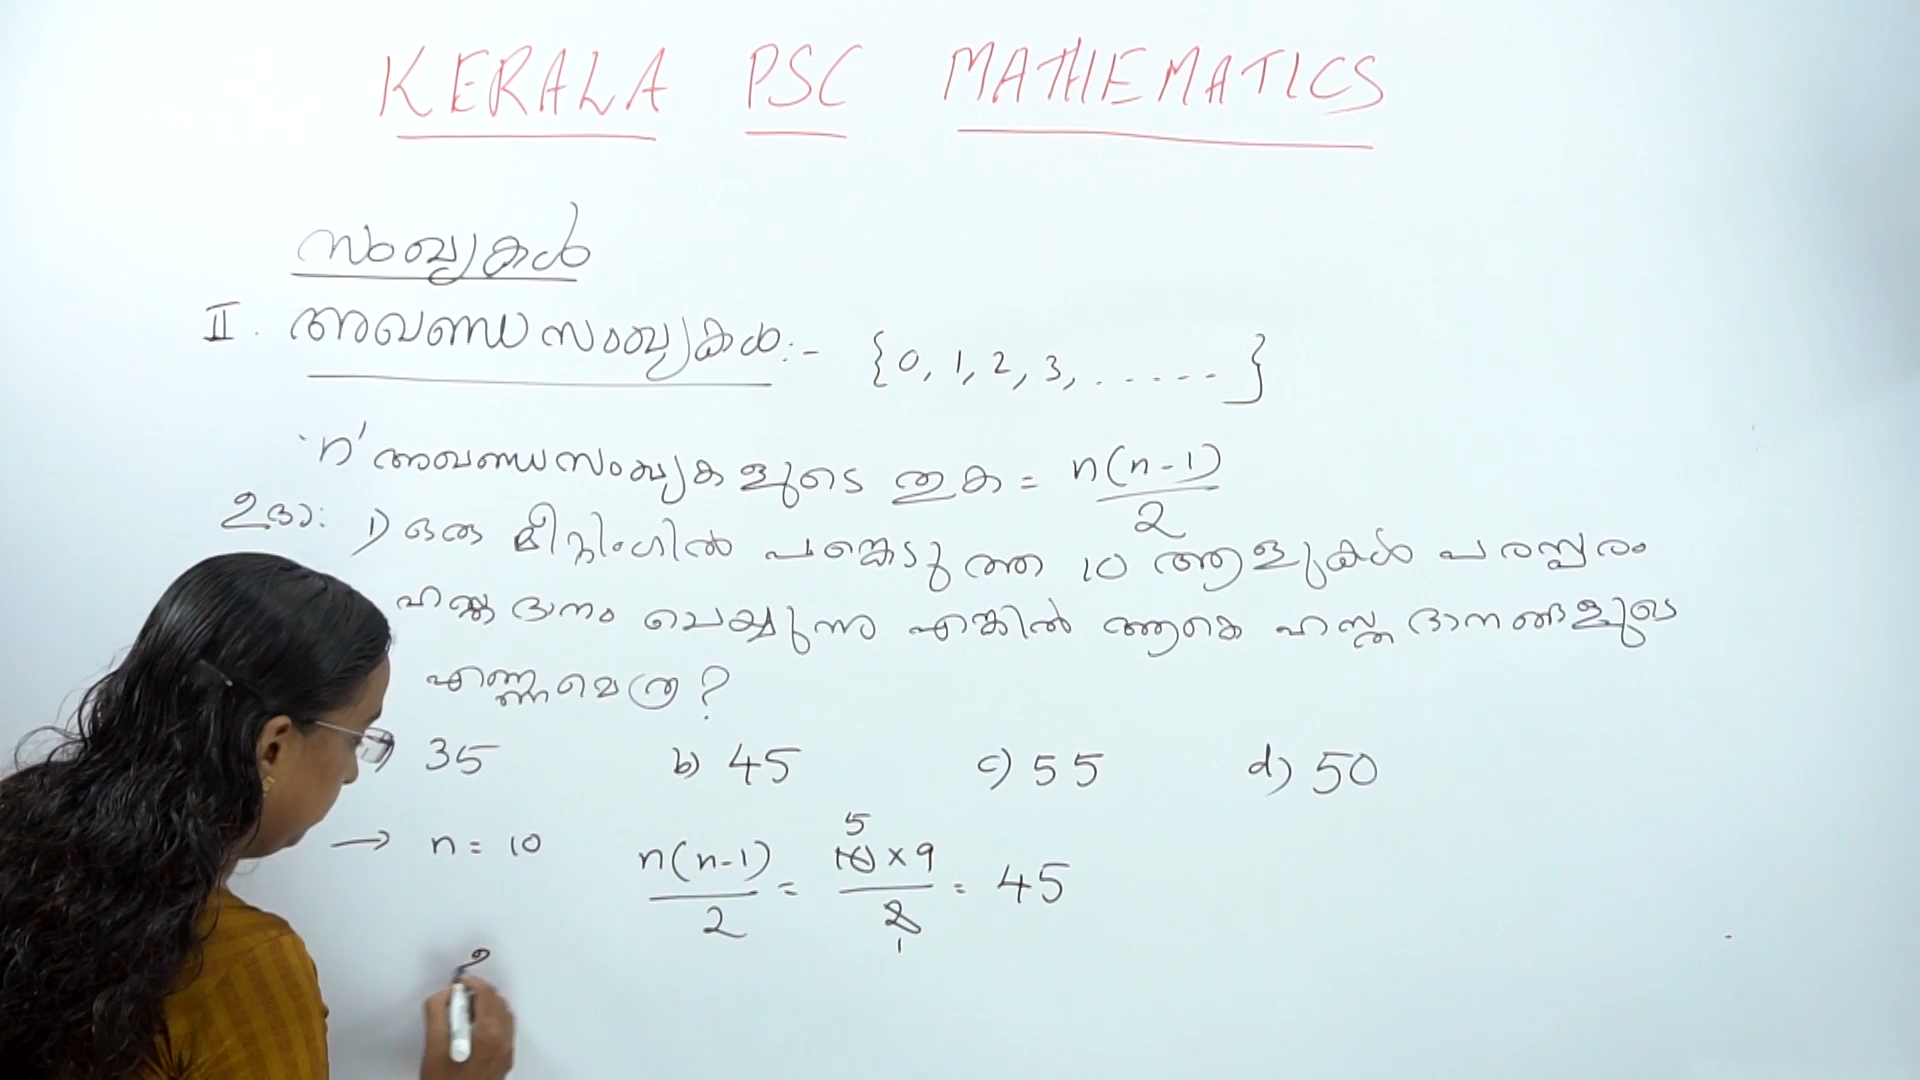 KERALA PSC MATHEMATICS
സംഖ്യകൾ
II. അഖണ്ഡസംഖ്യകൾ:- {0, 1, 2, 3, ......}
'n' അഖണ്ഡസംഖ്യകളുടെ തുക = n(n-1)/2
ഉദാ: 1) ഒരു മീറ്റിംഗിൽ പങ്കെടുത്ത 10 ആളുകൾ പരസ്പരം
ഹസ്തദാനം ചെയ്യുന്നു എങ്കിൽ ആകെ ഹസ്തദാനങ്ങളുടെ
എണ്ണമെത്ര?
) 35 b) 45 c) 55 d) 50
→ n = 10 n(n-1)/2 = 10 × 9/2 = 45